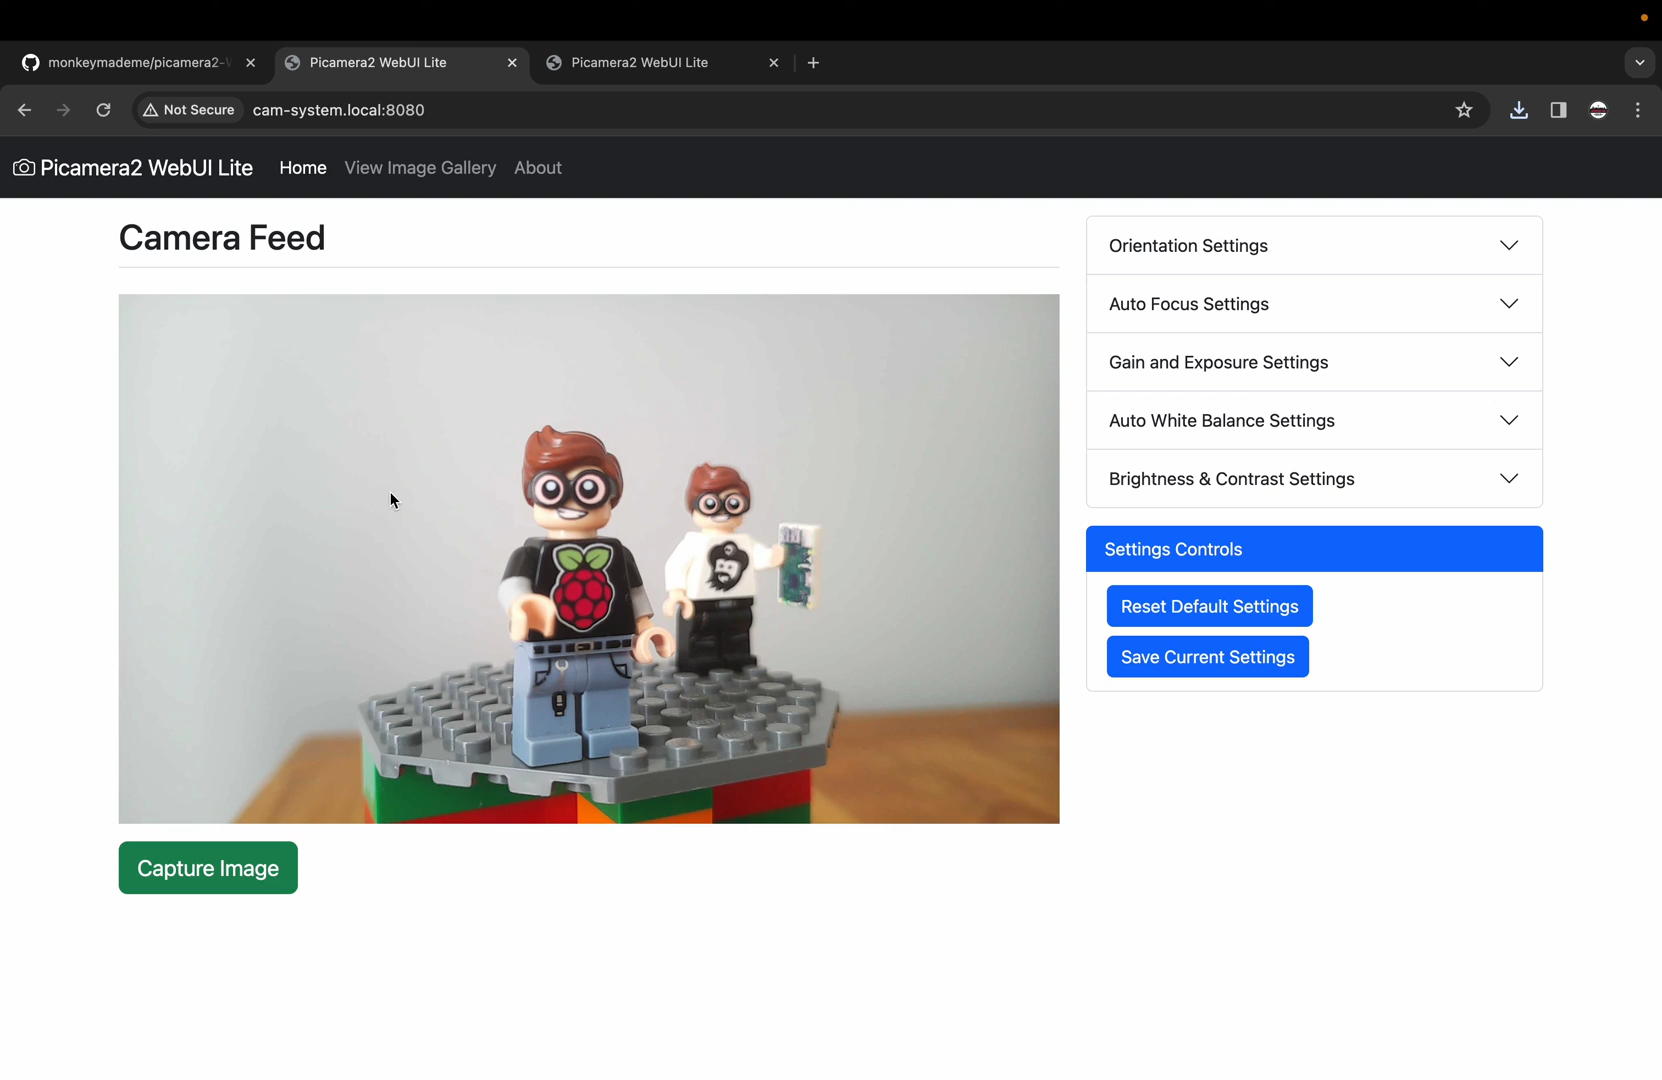 monkeymademe/picamera2-W
Picamera2 WebUI Lite
Picamera2 WebUI Lite
Not Secure
cam-system.local:8080
Picamera2 WebUI Lite
Home
View Image Gallery
About
Camera Feed
Orientation Settings
Auto Focus Settings
Gain and Exposure Settings
Auto White Balance Settings
Brightness & Contrast Settings
Settings Controls
Reset Default Settings
Save Current Settings
Capture Image